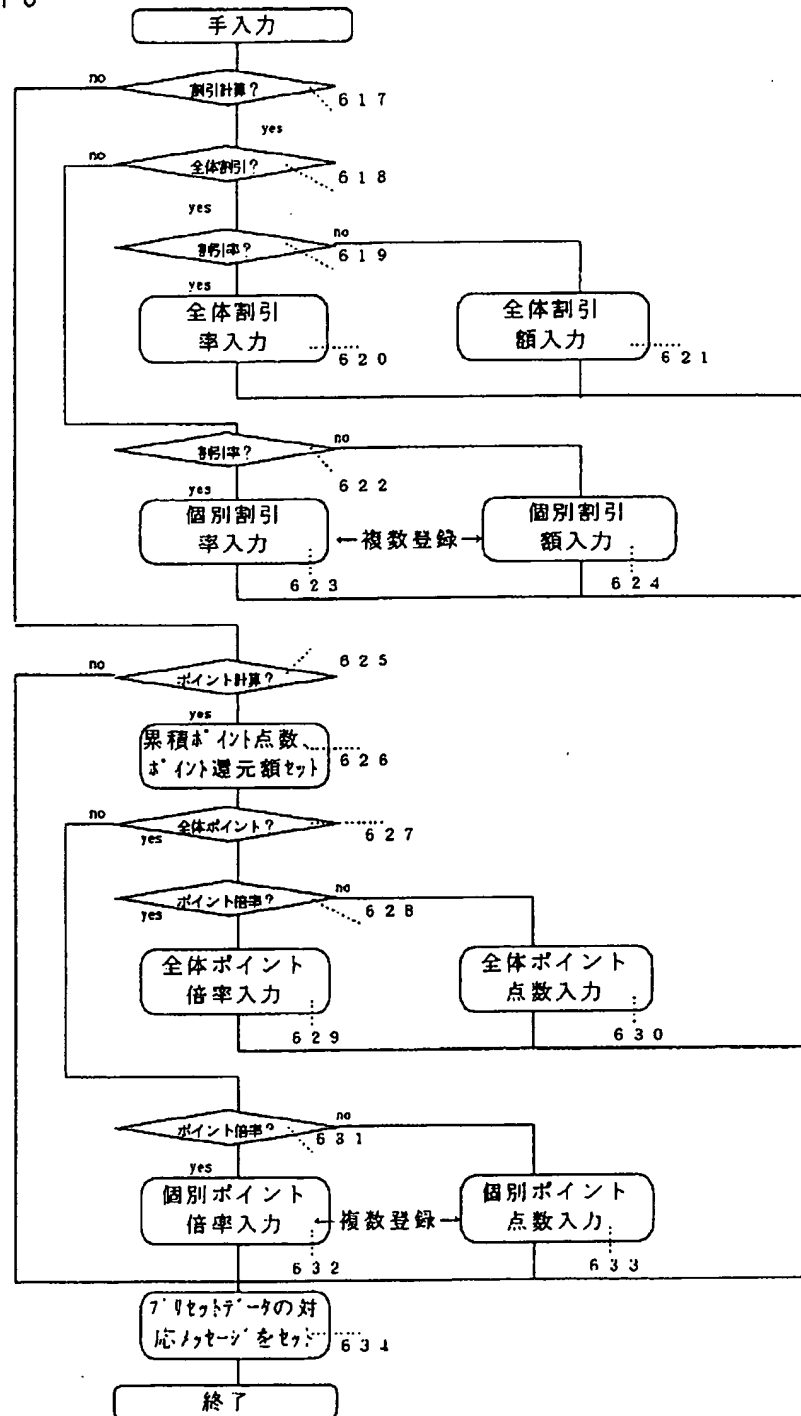 手入力
no
割引計算?
617
yes
no
全体割引?
618
yes
no
割引率?
619
yes
全体割引
率入力
620
全体割引
額入力
621
no
割引率?
622
yes
個別割引
率入力
623
←複数登録→
個別割引
額入力
624
no
ポイント計算?
625
yes
累積ポイント点数、
ポイント還元額セット
626
no
全体ポイント?
627
yes
no
ポイント倍率?
628
yes
全体ポイント
倍率入力
629
全体ポイント
点数入力
630
no
ポイント倍率?
631
yes
個別ポイント
倍率入力
632
←複数登録→
個別ポイント
点数入力
633
プリセットデータの対
応メッセージをセット
634
終了